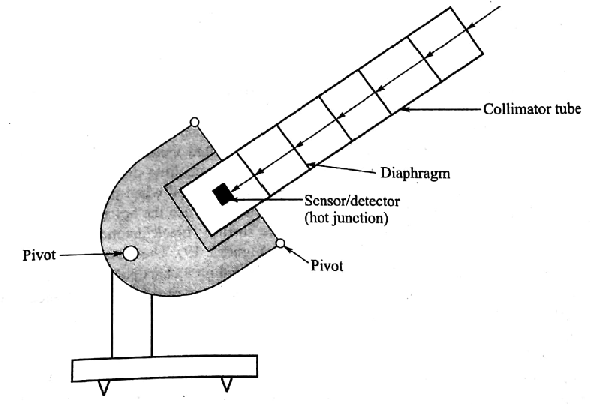 Collimator tube
Diaphragm
Sensor/detector
(hot junction)
Pivot
Pivot